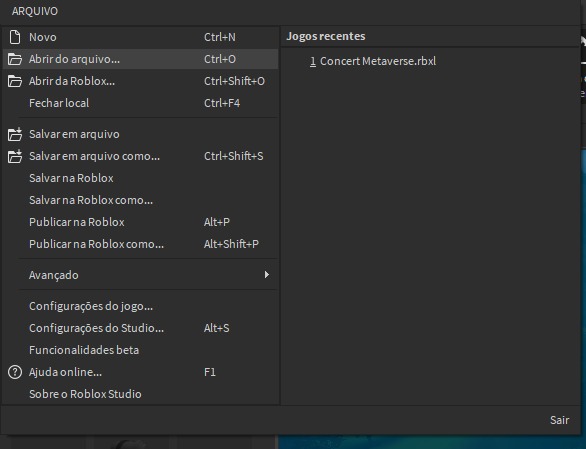 ARQUIVO
Novo Ctrl+N
Abrir do arquivo... Ctrl+O
Abrir da Roblox... Ctrl+Shift+O
Fechar local Ctrl+F4
Salvar em arquivo
Salvar em arquivo como... Ctrl+Shift+S
Salvar na Roblox
Salvar na Roblox como...
Publicar na Roblox Alt+P
Publicar na Roblox como... Alt+Shift+P
Avançado
Configurações do jogo...
Configurações do Studio... Alt+S
Funcionalidades beta
Ajuda online... F1
Sobre o Roblox Studio
Jogos recentes
1 Concert Metaverse.rbxl
Sair